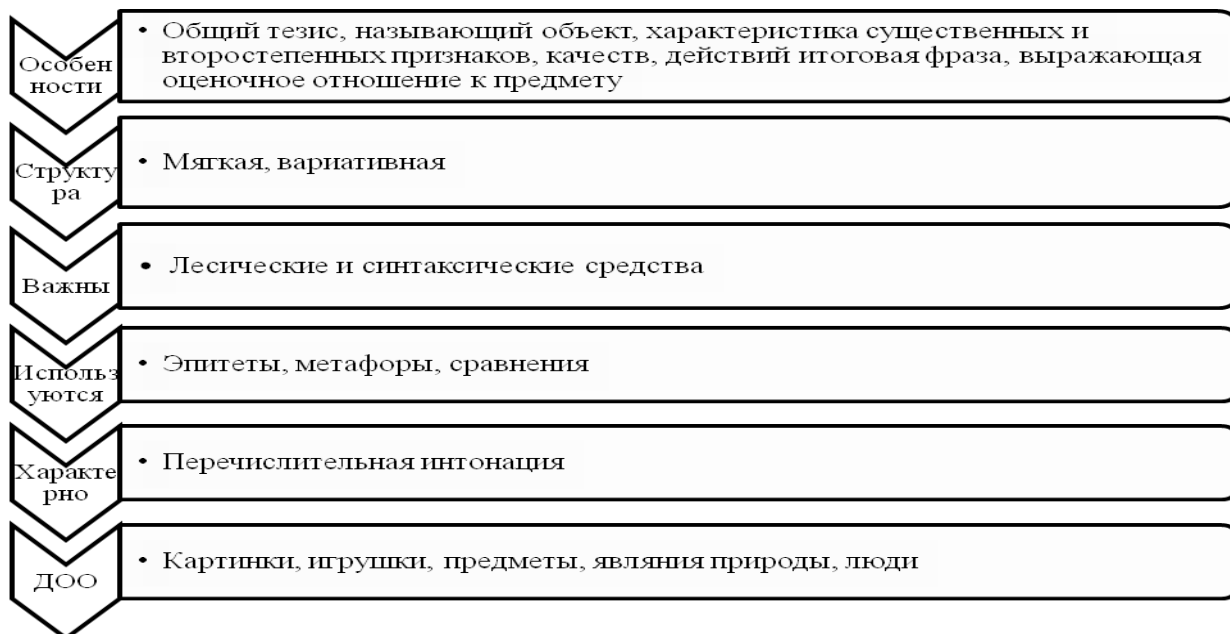 Особен
ности
• Общий тезис, называющий объект, характеристика существенных и
второстепенных признаков, качеств, действий итоговая фраза, выражающая
оценочное отношение к предмету
Структу
ра
• Мягкая, вариативная
Важны
• Лесические и синтаксические средства
Использ
уются
• Эпитеты, метафоры, сравнения
Характе
рно
• Перечислительная интонация
ДОО
• Картинки, игрушки, предметы, являния природы, люди